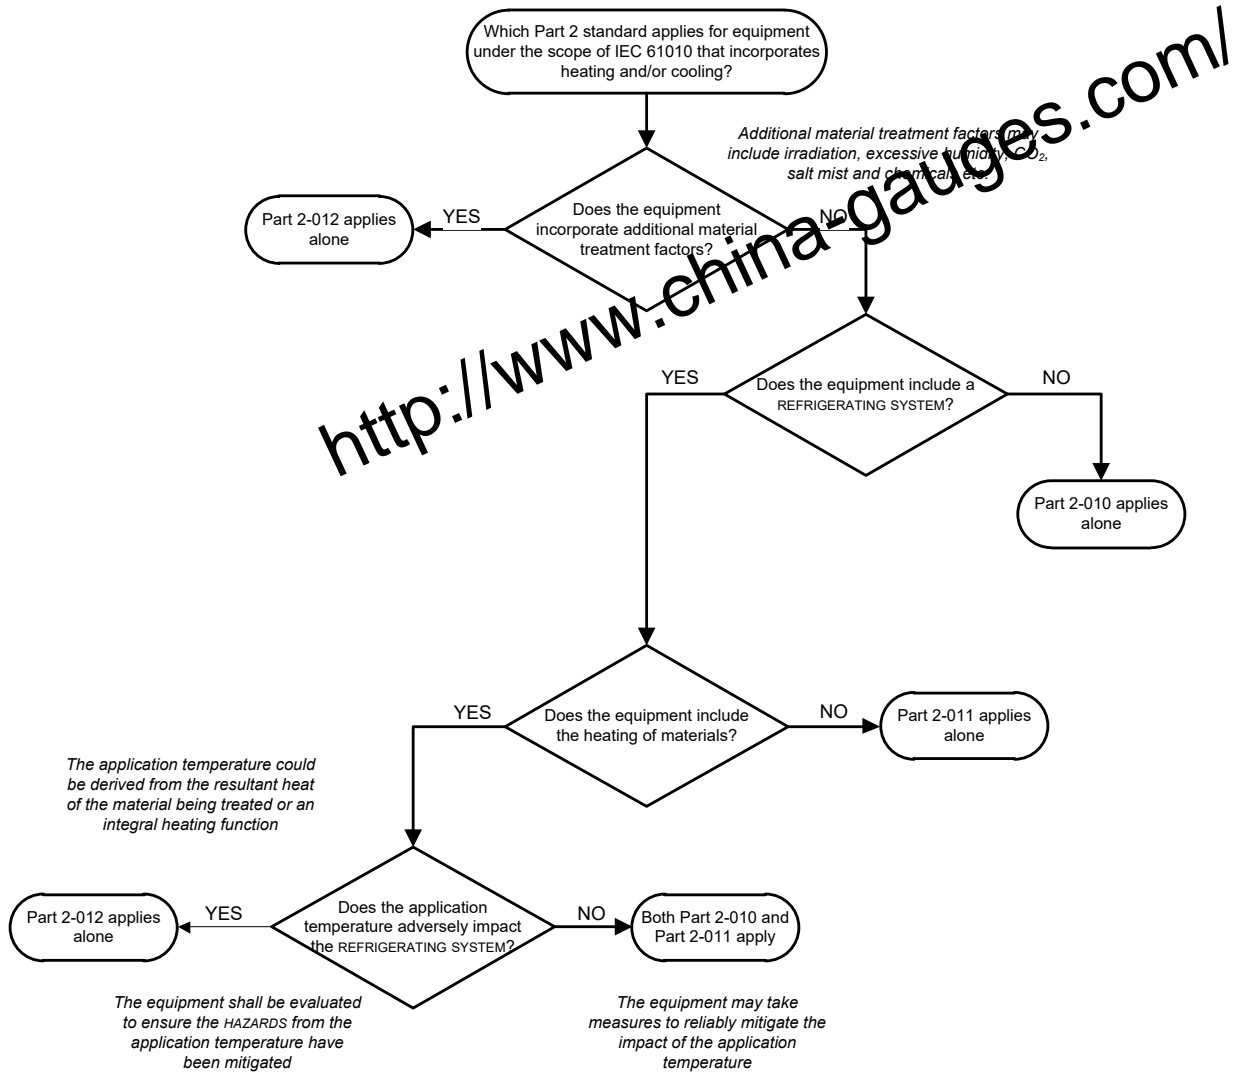 Which Part 2 standard applies for equipment
under the scope of IEC 61010 that incorporates
heating and/or cooling?
Additional material treatment factors may
include irradiation, excessive humidity, CO₂,
salt mist and chemicals etc.
Does the equipment
incorporate additional material
treatment factors?
YES
NO
Part 2-012 applies
alone
http://www.china-gauges.com/
Does the equipment include a
REFRIGERATING SYSTEM?
YES
NO
Part 2-010 applies
alone
Does the equipment include
the heating of materials?
YES
NO
Part 2-011 applies
alone
The application temperature could
be derived from the resultant heat
of the material being treated or an
integral heating function
Does the application
temperature adversely impact
the REFRIGERATING SYSTEM?
YES
NO
Part 2-012 applies
alone
Both Part 2-010 and
Part 2-011 apply
The equipment shall be evaluated
to ensure the HAZARDS from the
application temperature have
been mitigated
The equipment may take
measures to reliably mitigate the
impact of the application
temperature